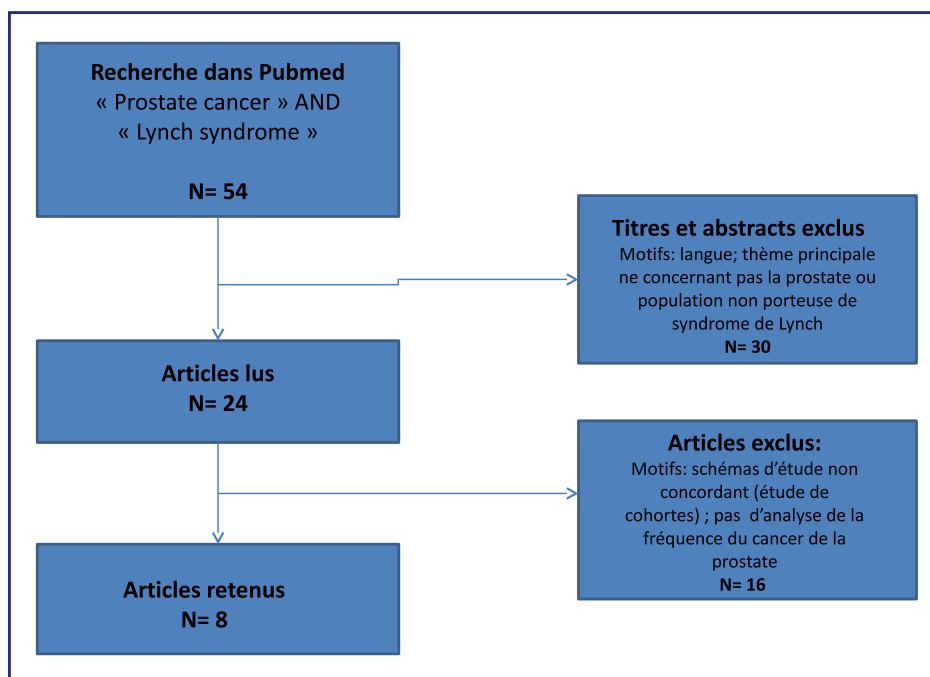 Recherche dans Pubmed
« Prostate cancer » AND
« Lynch syndrome »
N= 54
Titres et abstracts exclus
Motifs: langue; thème principale
ne concernant pas la prostate ou
population non porteuse de
syndrome de Lynch
N= 30
Articles lus
N= 24
Articles exclus:
Motifs: schémas d’étude non
concordant (étude de
cohortes) ; pas d’analyse de la
fréquence du cancer de la
prostate
N= 16
Articles retenus
N= 8